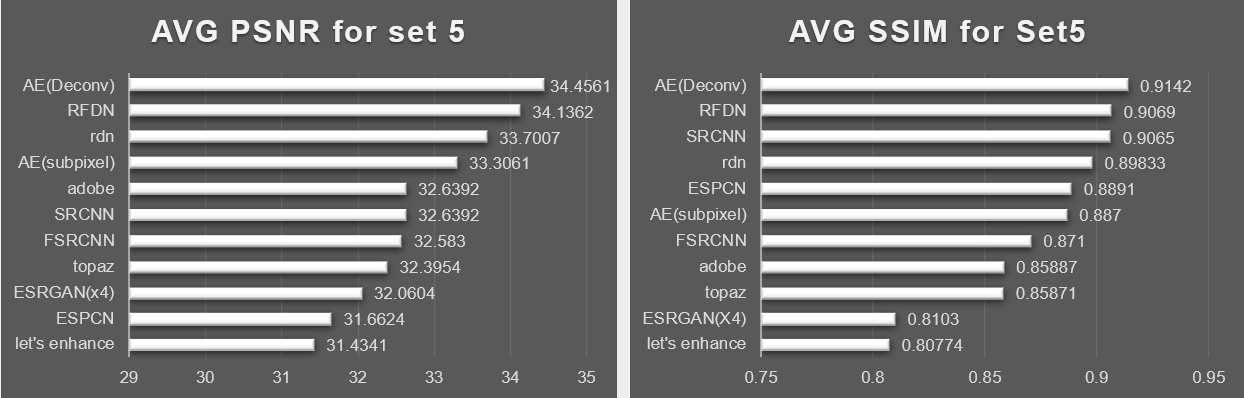 AVG PSNR for set 5
AE(Deconv) 34.4561
RFDN 34.1362
rdn 33.7007
AE(subpixel) 33.3061
adobe 32.6392
SRCNN 32.6392
FSRCNN 32.583
topaz 32.3954
ESRGAN(x4) 32.0604
ESPCN 31.6624
let's enhance 31.4341
29 30 31 32 33 34 35
AVG SSIM for Set5
AE(Deconv) 0.9142
RFDN 0.9069
SRCNN 0.9065
rdn 0.89833
ESPCN 0.8891
AE(subpixel) 0.887
FSRCNN 0.871
adobe 0.85887
topaz 0.85871
ESRGAN(X4) 0.8103
let's enhance 0.80774
0.75 0.8 0.85 0.9 0.95